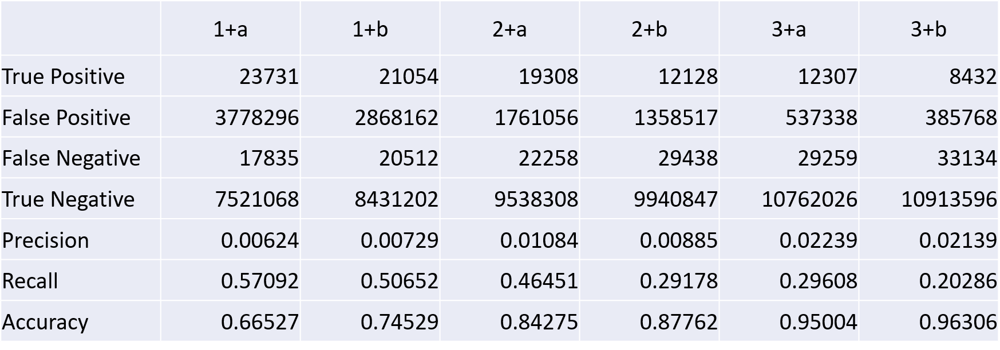 1+a 1+b 2+a 2+b 3+a 3+b
True Positive 23731 21054 19308 12128 12307 8432
False Positive 3778296 2868162 1761056 1358517 537338 385768
False Negative 17835 20512 22258 29438 29259 33134
True Negative 7521068 8431202 9538308 9940847 10762026 10913596
Precision 0.00624 0.00729 0.01084 0.00885 0.02239 0.02139
Recall 0.57092 0.50652 0.46451 0.29178 0.29608 0.20286
Accuracy 0.66527 0.74529 0.84275 0.87762 0.95004 0.96306